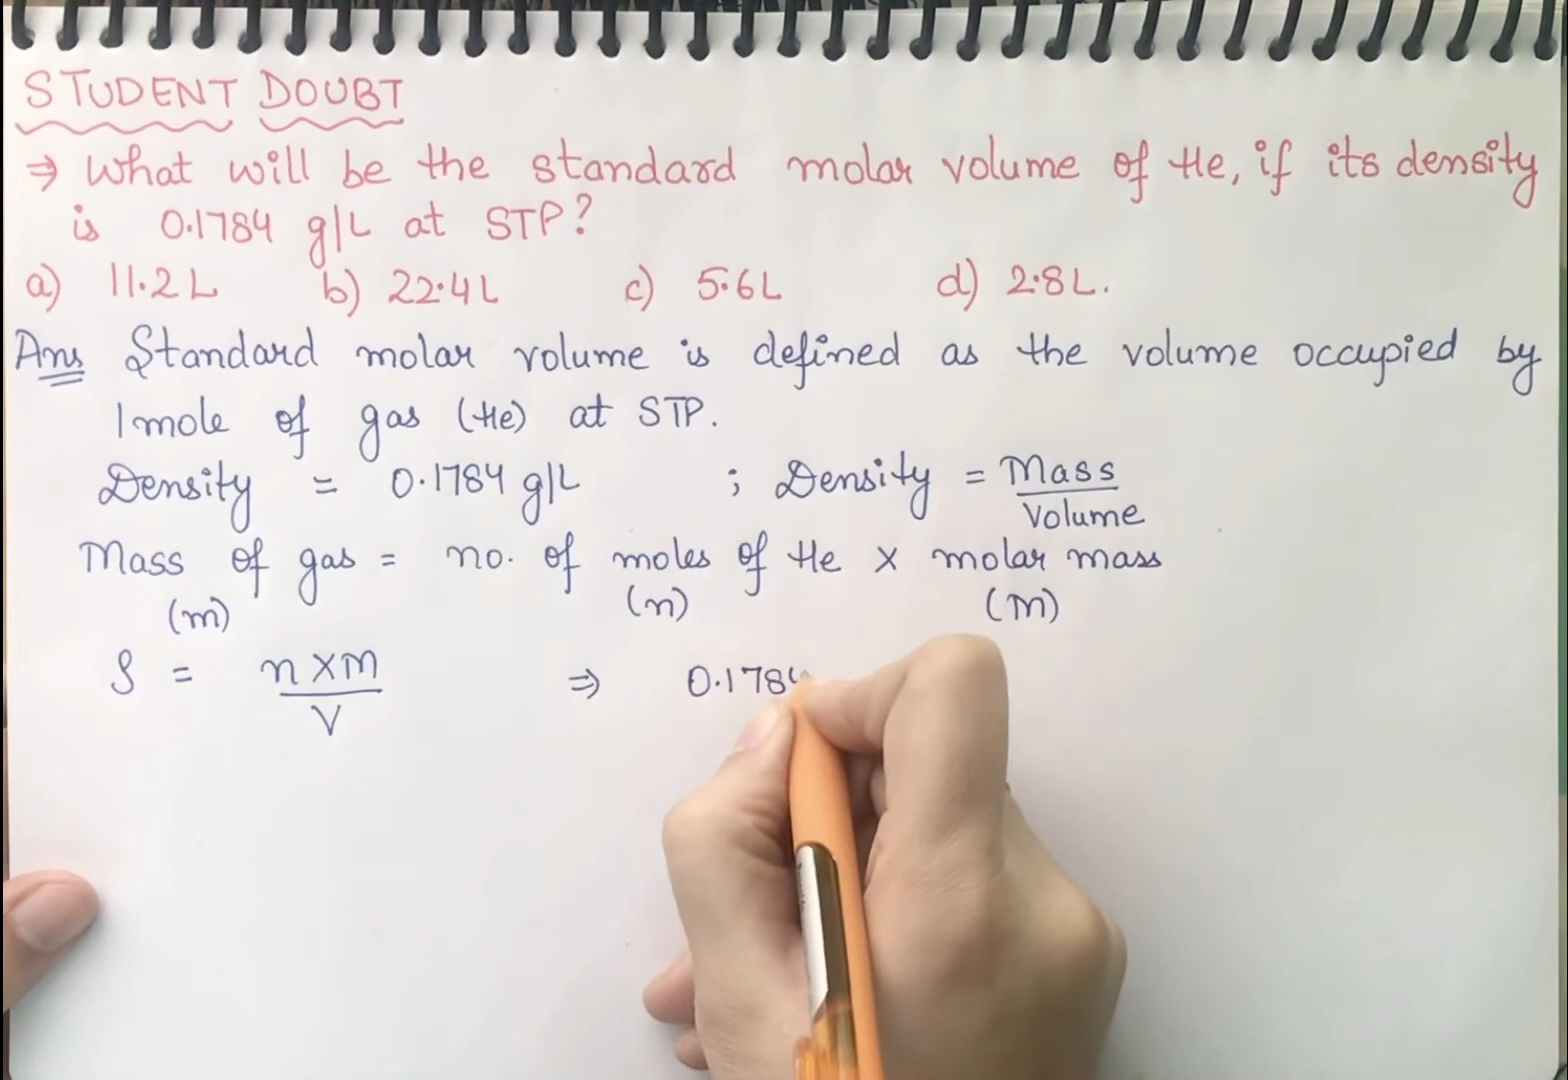 STUDENT DOUBT
⇒ What will be the standard molar volume of He, if its density
is 0.1784 g/L at STP?
a) 11.2 L b) 22.4 L c) 5.6 L d) 2.8 L.
Ans Standard molar volume is defined as the volume occupied by
1 mole of gas (He) at STP.
Density = 0.1784 g/L ; Density = Mass
Volume
Mass of gas = no. of moles of He × molar mass
(m) (n) (M)
ρ = n × M ⇒ 0.1784
V